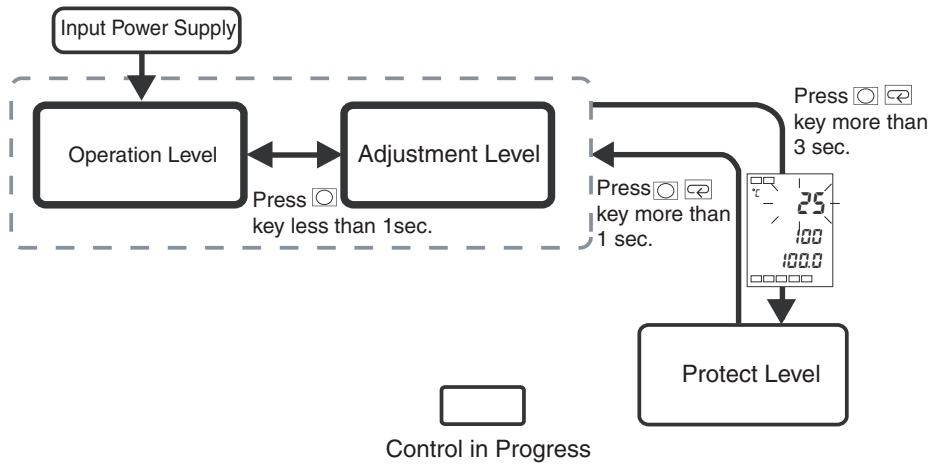 Input Power Supply
Operation Level
Adjustment Level
Press
key less than 1sec.
Press
key more than
1 sec.
Press
key more than
3 sec.
°C
25
100
100.0
Protect Level
Control in Progress